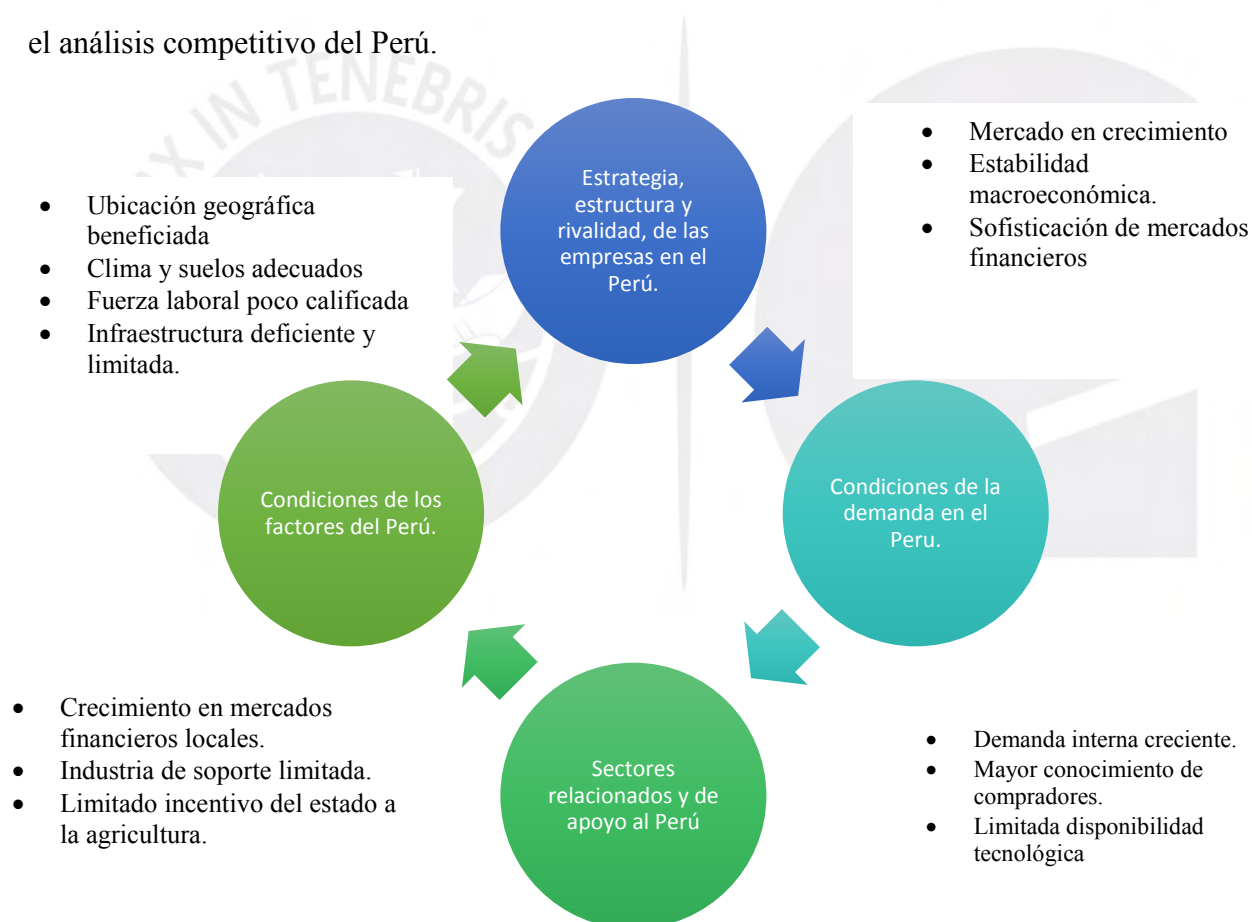 el análisis competitivo del Perú.
IN TENEBRIS
Estrategia,
estructura y
rivalidad, de las
empresas en el
Perú.
• Mercado en crecimiento
• Estabilidad
macroeconómica.
• Sofisticación de mercados
financieros
• Ubicación geográfica
beneficiada
• Clima y suelos adecuados
• Fuerza laboral poco calificada
• Infraestructura deficiente y
limitada.
Condiciones de los
factores del Perú.
Condiciones de la
demanda en el
Peru.
• Crecimiento en mercados
financieros locales.
• Industria de soporte limitada.
• Limitado incentivo del estado a
la agricultura.
Sectores
relacionados y de
apoyo al Perú
• Demanda interna creciente.
• Mayor conocimiento de
compradores.
• Limitada disponibilidad
tecnológica